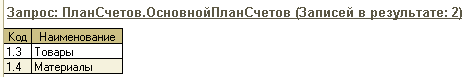 Запрос: ПланСчетов.ОсновнойПланСчетов (Записей в результате: 2)
Код Наименование
1.3 Товары
1.4 Материалы